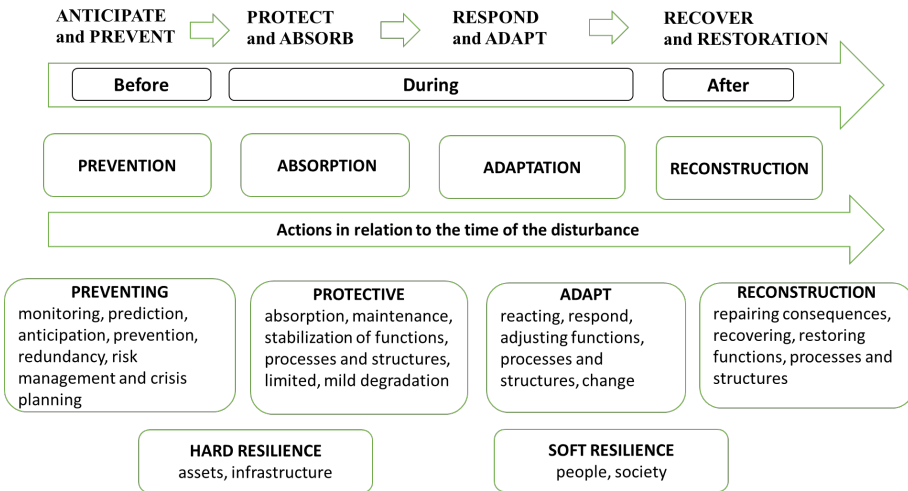 ANTICIPATE
and PREVENT
PROTECT
and ABSORB
RESPOND
and ADAPT
RECOVER
and RESTORATION
Before
During
After
PREVENTION
ABSORPTION
ADAPTATION
RECONSTRUCTION
Actions in relation to the time of the disturbance
PREVENTING
monitoring, prediction,
anticipation, prevention,
redundancy, risk
management and crisis
planning
PROTECTIVE
absorption, maintenance,
stabilization of functions,
processes and structures,
limited, mild degradation
ADAPT
reacting, respond,
adjusting functions,
processes and
structures, change
RECONSTRUCTION
repairing consequences,
recovering, restoring
functions, processes and
structures
HARD RESILIENCE
assets, infrastructure
SOFT RESILIENCE
people, society